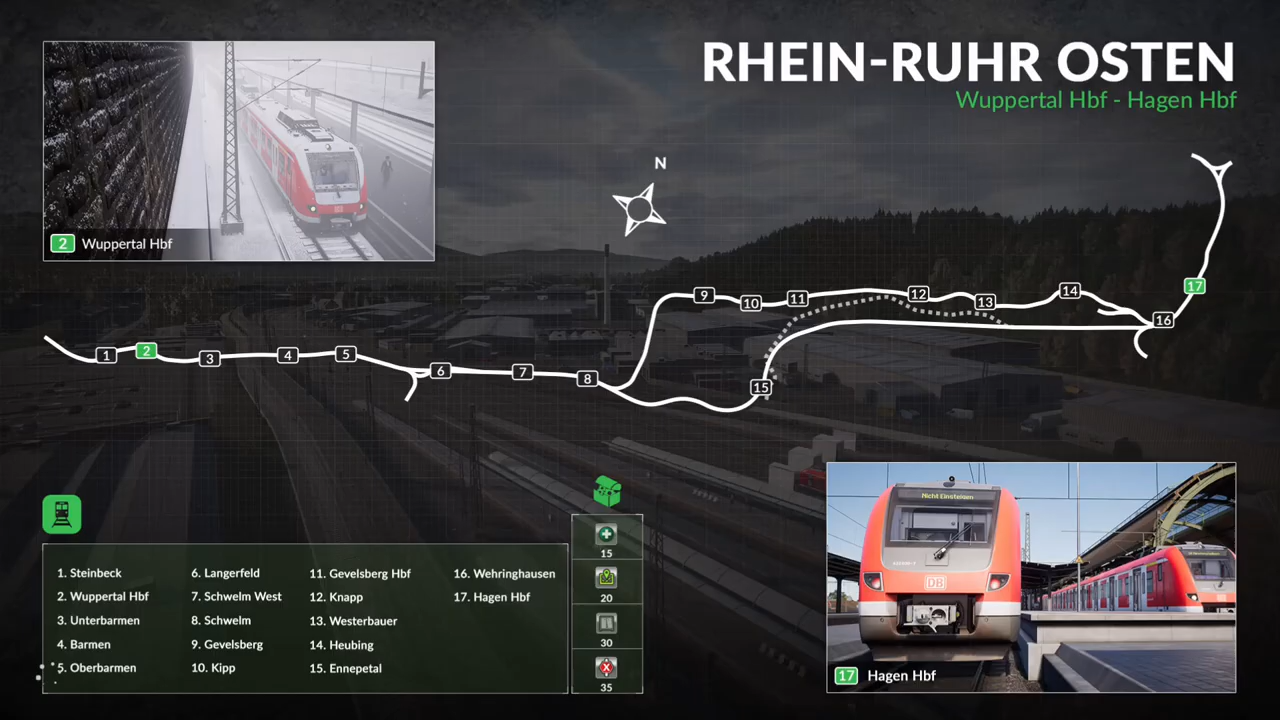 RHEIN-RUHR OSTEN
Wuppertal Hbf - Hagen Hbf
N
2 Wuppertal Hbf
1
2
3
4
5
6
7
8
9
10
11
12
13
14
15
16
17
1. Steinbeck
2. Wuppertal Hbf
3. Unterbarmen
4. Barmen
5. Oberbarmen
6. Langerfeld
7. Schwelm West
8. Schwelm
9. Gevelsberg
10. Kipp
11. Gevelsberg Hbf
12. Knapp
13. Westerbauer
14. Heubing
15. Ennepetal
16. Wehringhausen
17. Hagen Hbf
15
20
30
35
Nicht Einsteigen
DB
17 Hagen Hbf